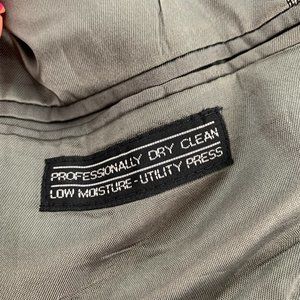 PROFESSIONALLY DRY CLEAN
LOW MOISTURE-UTILITY PRESS